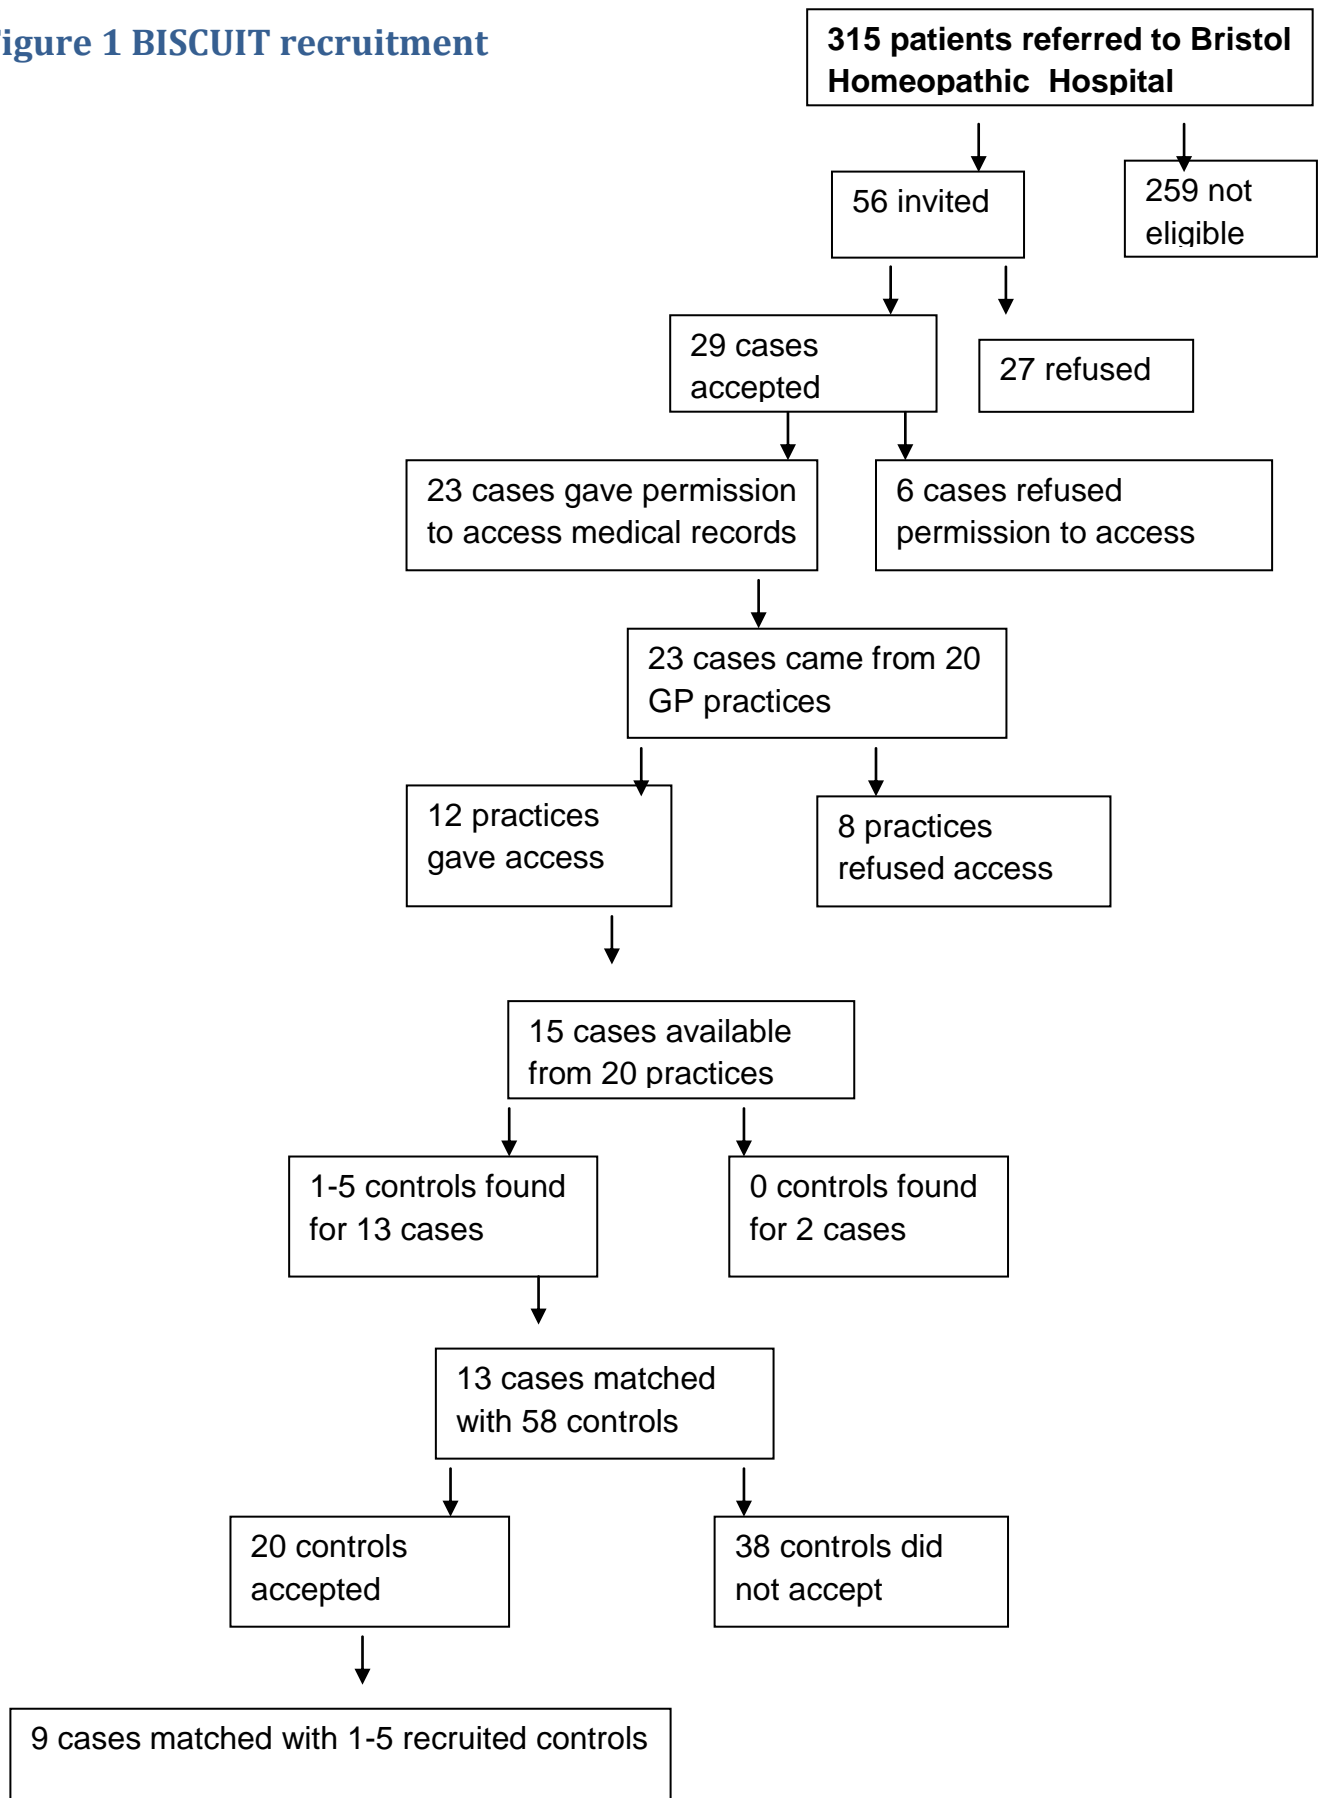 igure 1 BISCUIT recruitment
315 patients referred to Bristol
Homeopathic Hospital
56 invited
259 not
eligible
29 cases
accepted
27 refused
23 cases gave permission
to access medical records
6 cases refused
permission to access
23 cases came from 20
GP practices
12 practices
gave access
8 practices
refused access
15 cases available
from 20 practices
1-5 controls found
for 13 cases
0 controls found
for 2 cases
13 cases matched
with 58 controls
20 controls
accepted
38 controls did
not accept
9 cases matched with 1-5 recruited controls